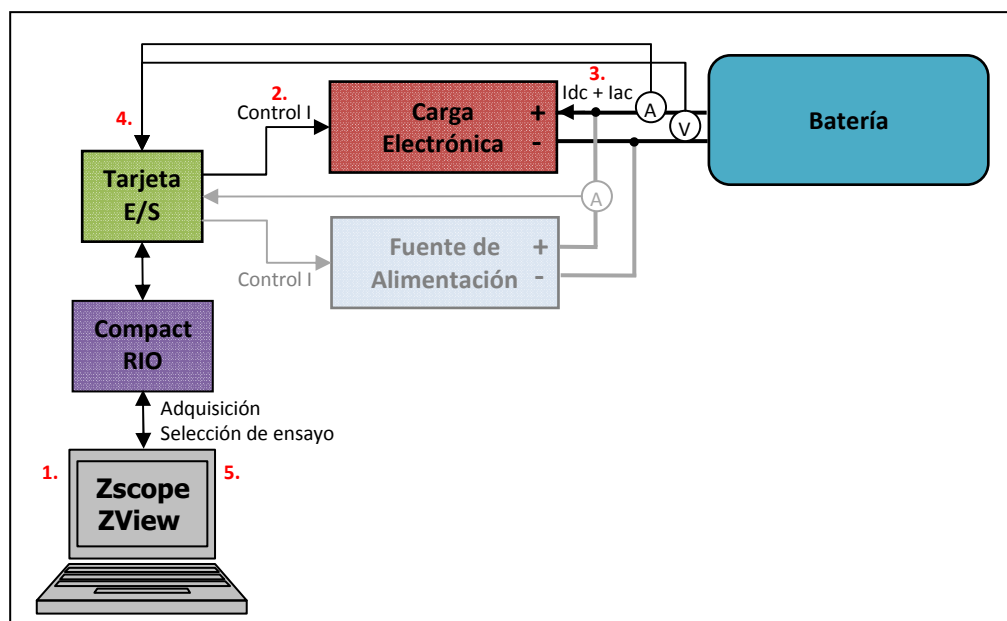 2.
Control I
3.
Idc + Iac
A
V
Carga
Electrónica
+
-
Batería
4.
Tarjeta
E/S
A
Control I
Fuente de
Alimentación
+
-
Compact
RIO
Adquisición
Selección de ensayo
1.
5.
Zscope
ZView